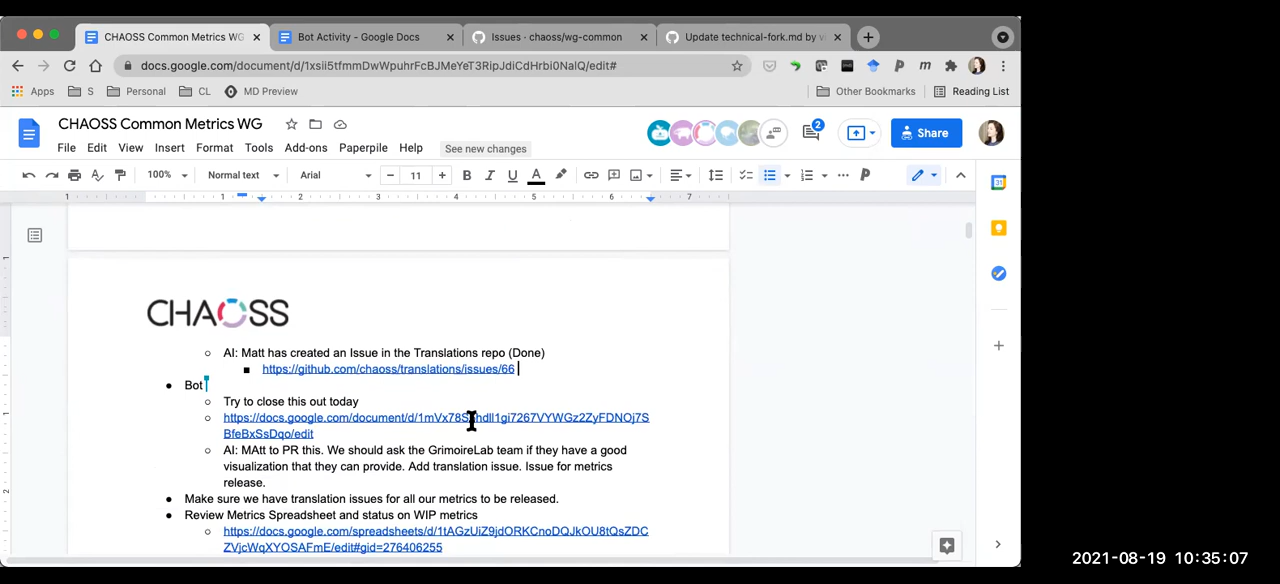 CHAOSS Common Metrics WG
Bot Activity - Google Docs
Issues · chaoss/wg-common
Update technical-fork.md by vi
docs.google.com/document/d/1xsii5tfmmDwWpuhrFcBJMeYeT3RipJdiCdHrbi0NalQ/edit#
Apps
S
Personal
CL
MD Preview
Other Bookmarks
Reading List
CHAOSS Common Metrics WG
2
Share
File
Edit
View
Insert
Format
Tools
Add-ons
Paperpile
Help
See new changes
100%
Normal text
Arial
11
CHAOSS
AI: Matt has created an Issue in the Translations repo (Done)
https://github.com/chaoss/translations/issues/66
Bot
Try to close this out today
BfeBxSsDqo/edit
AI: MAtt to PR this. We should ask the GrimoireLab team if they have a good
visualization that they can provide. Add translation issue. Issue for metrics
release.
Make sure we have translation issues for all our metrics to be released.
Review Metrics Spreadsheet and status on WIP metrics
https://docs.google.com/spreadsheets/d/1tAGzUiZ9jdORKCnoDQJkOU8tQsZDC
ZVjcWqXYOSAFmE/edit#gid=276406255
2021-08-19 10:35:07